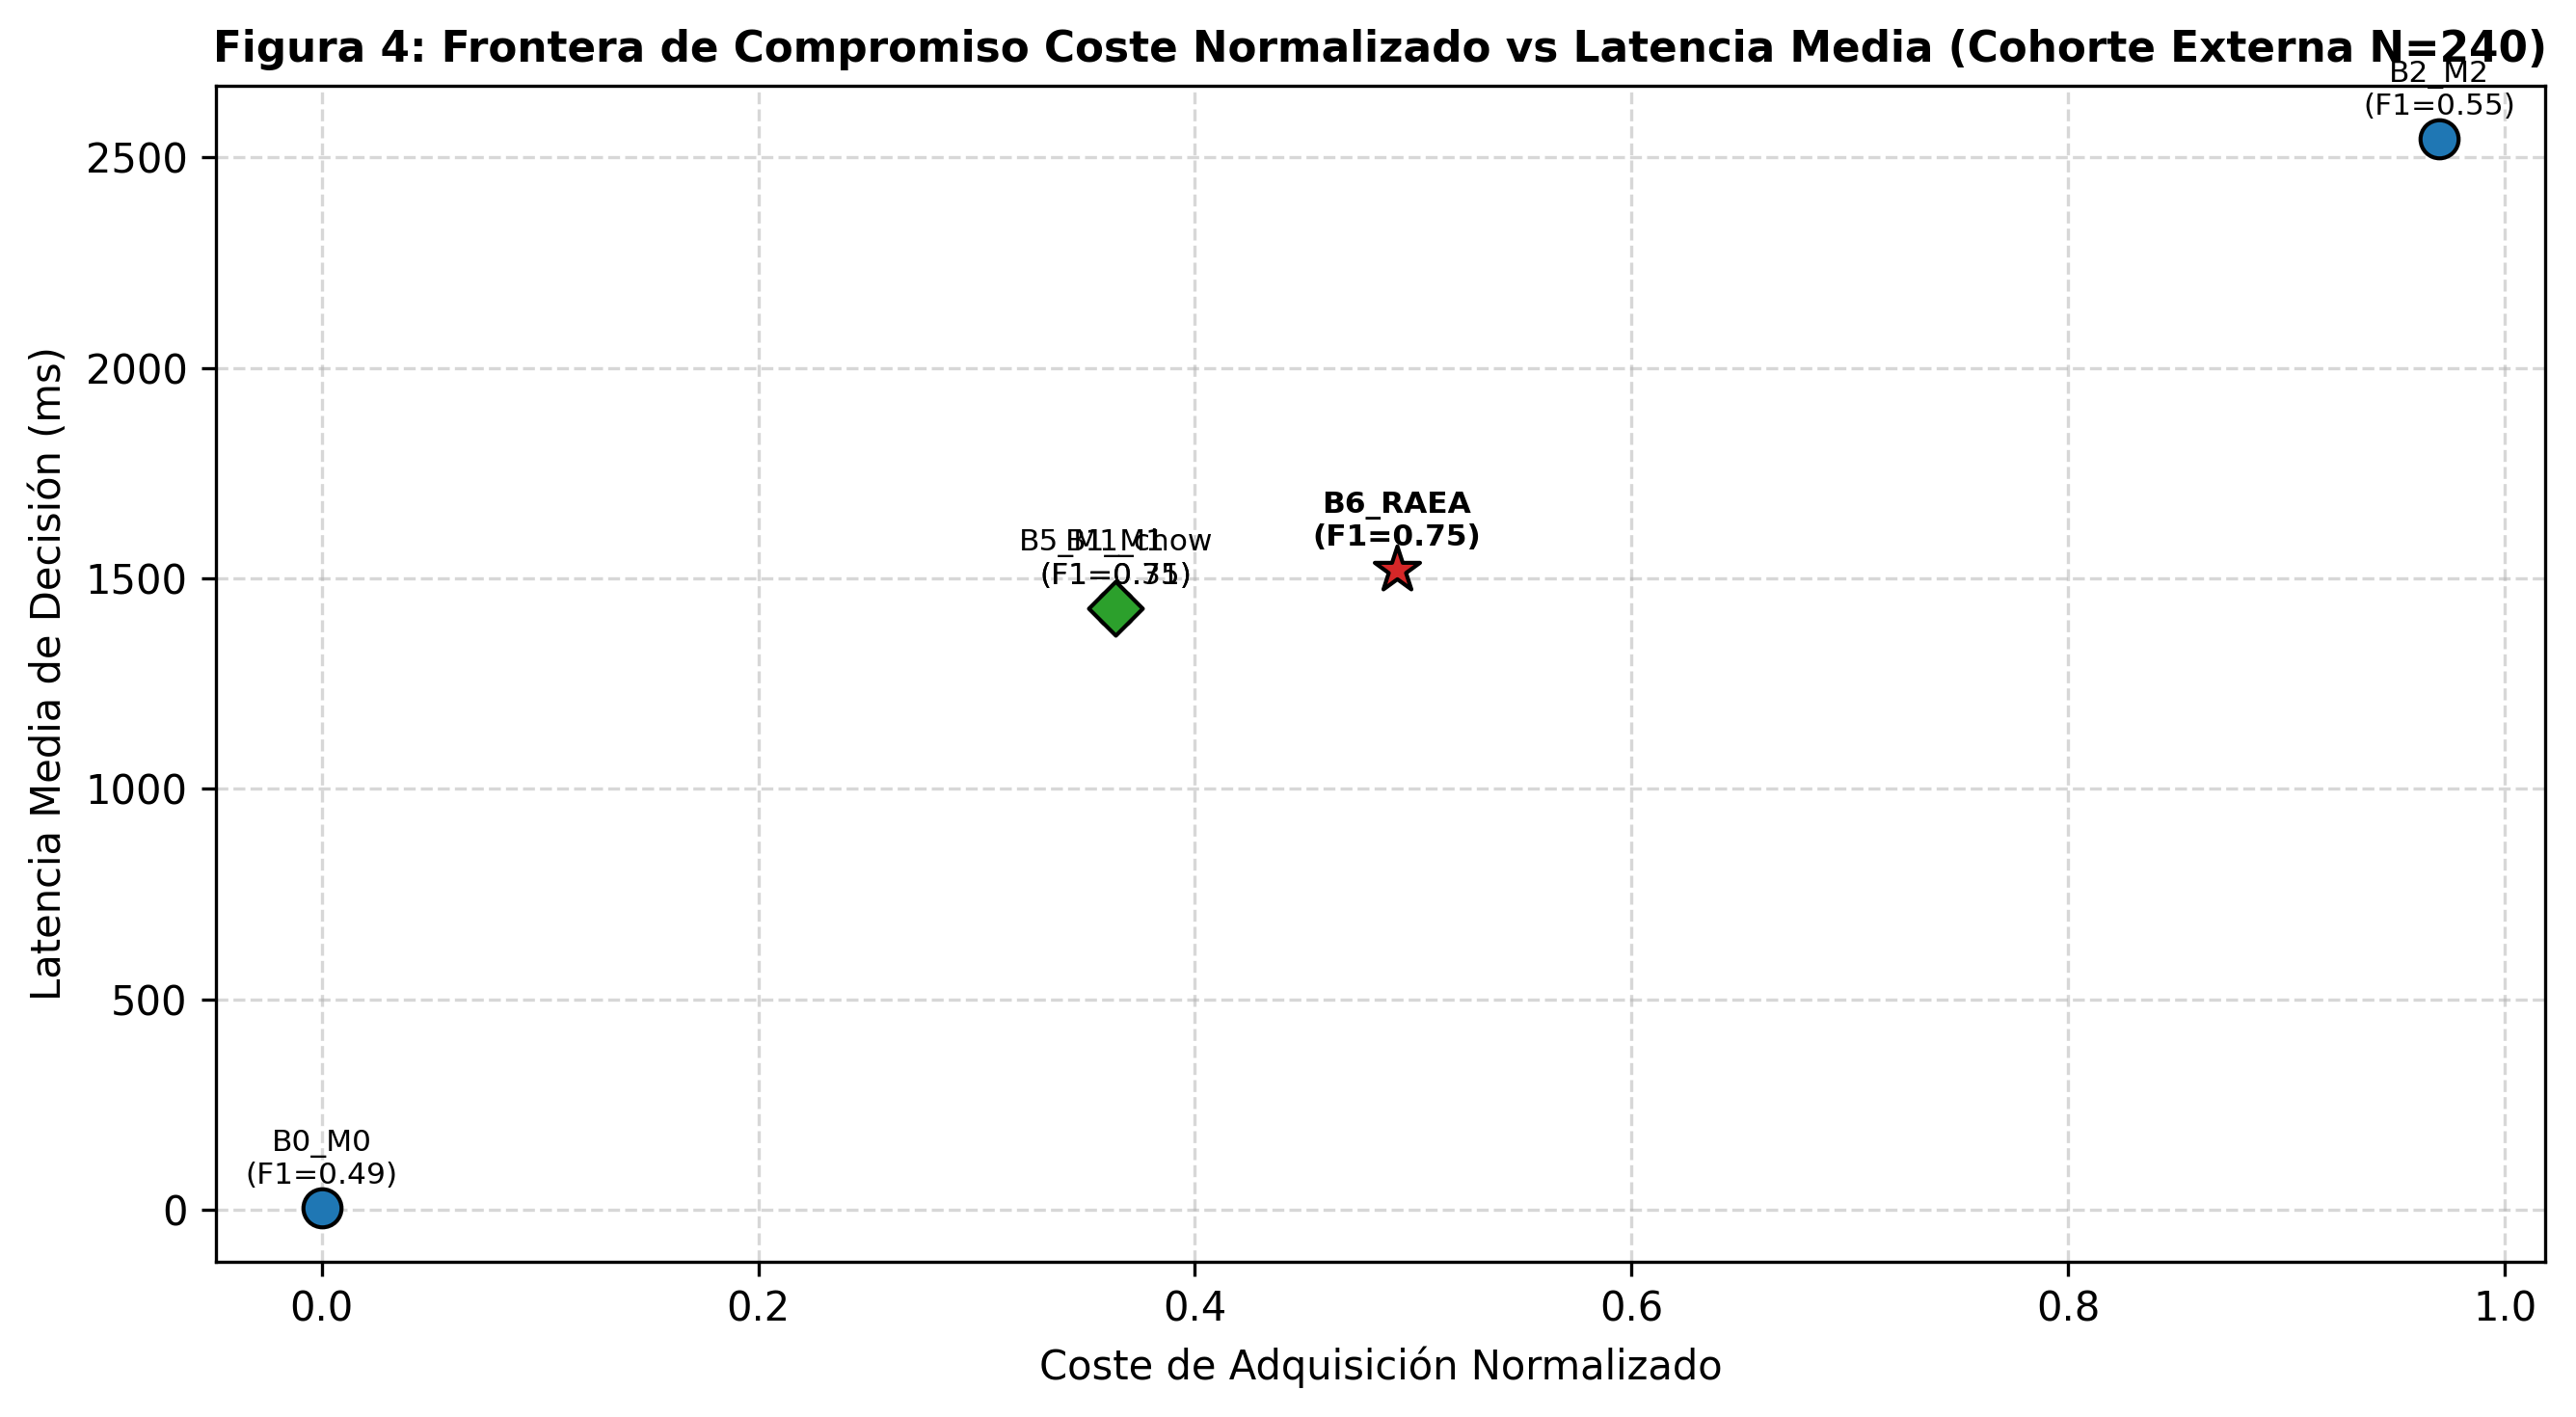 Figura 4: Frontera de Compromiso Coste Normalizado vs Latencia Media (Cohorte Externa N=240)
B2_M2
(F1=0.55)
2500
2000
1500
1000
500
0
Latencia Media de Decisión (ms)
B6_RAEA
(F1=0.75)
B0_M0
(F1=0.49)
0.0
0.2
0.4
0.6
0.8
1.0
Coste de Adquisición Normalizado